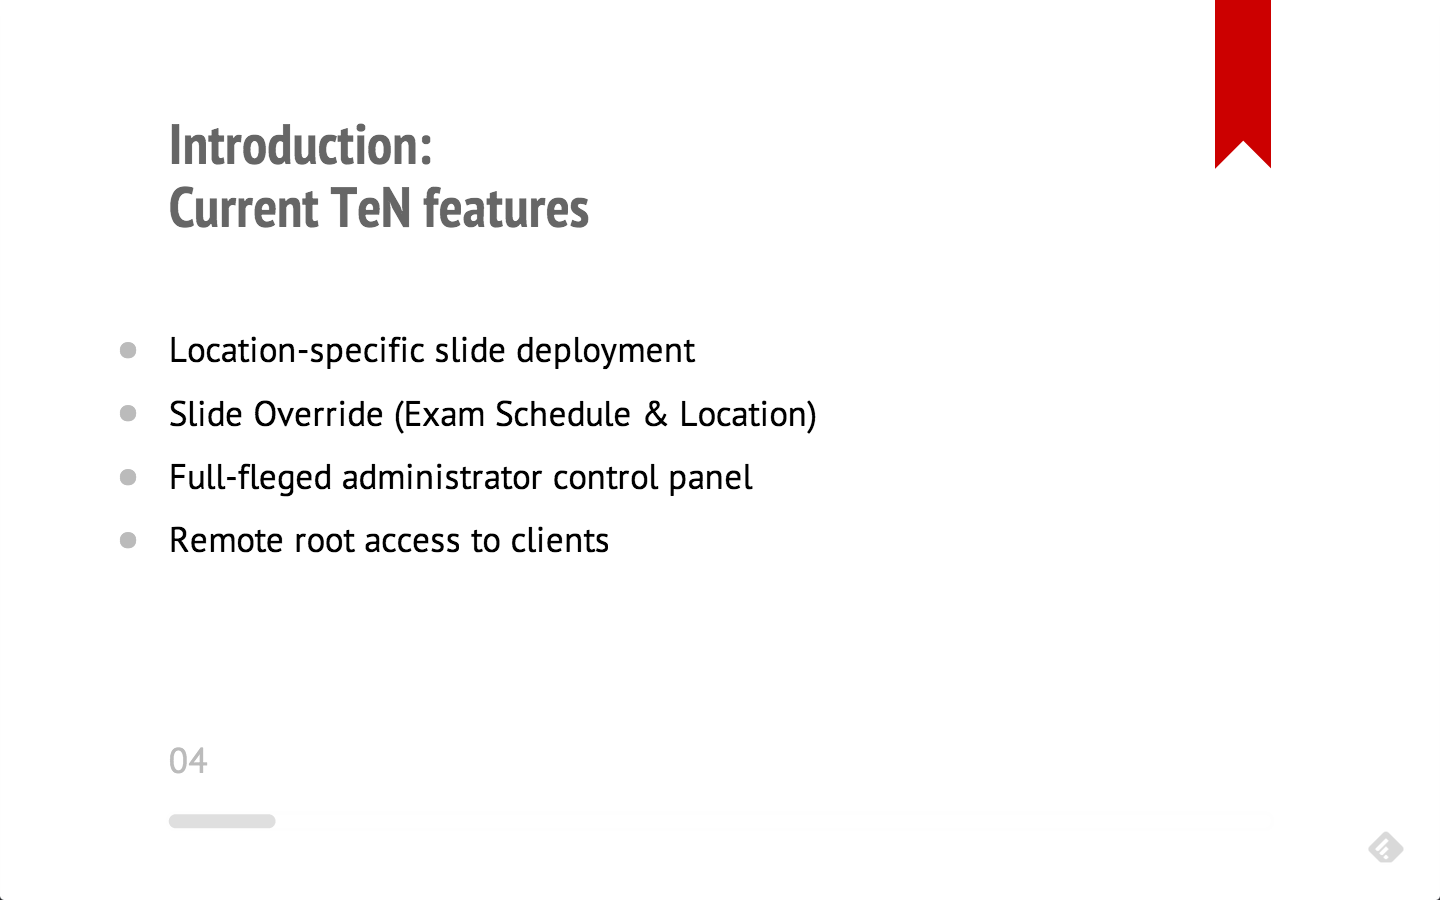 Introduction:
Current TeN features
Location-specific slide deployment
Slide Override (Exam Schedule & Location)
Full-fleged administrator control panel
Remote root access to clients
04